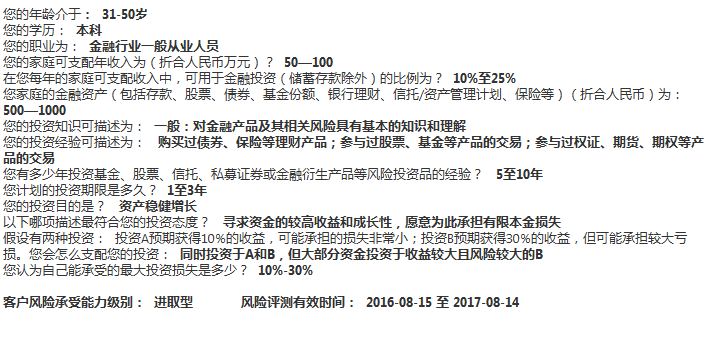 您的年龄介于： 31-50岁
您的学历： 本科
您的职业为： 金融行业一般从业人员
您的家庭可支配年收入为（折合人民币万元）？ 50—100
在您每年的家庭可支配收入中，可用于金融投资（储蓄存款除外）的比例为？ 10%至25%
您家庭的金融资产（包括存款、股票、债券、基金份额、银行理财、信托/资产管理计划、保险等）（折合人民币）为：
500—1000
您的投资知识可描述为： 一般：对金融产品及其相关风险具有基本的知识和理解
您的投资经验可描述为： 购买过债券、保险等理财产品；参与过股票、基金等产品的交易；参与过权证、期货、期权等产
品的交易
您有多少年投资基金、股票、信托、私募证券或金融衍生产品等风险投资品的经验？ 5至10年
您计划的投资期限是多久？ 1至3年
您的投资目的是？ 资产稳健增长
以下哪项描述最符合您的投资态度？ 寻求资金的较高收益和成长性，愿意为此承担有限本金损失
假设有两种投资： 投资A预期获得10%的收益，可能承担的损失非常小；投资B预期获得30%的收益，但可能承担较大亏
损。您会怎么支配您的投资： 同时投资于A和B，但大部分资金投资于收益较大且风险较大的B
您认为自己能承受的最大投资损失是多少？ 10%-30%
客户风险承受能力级别： 进取型 风险评测有效时间： 2016-08-15 至 2017-08-14